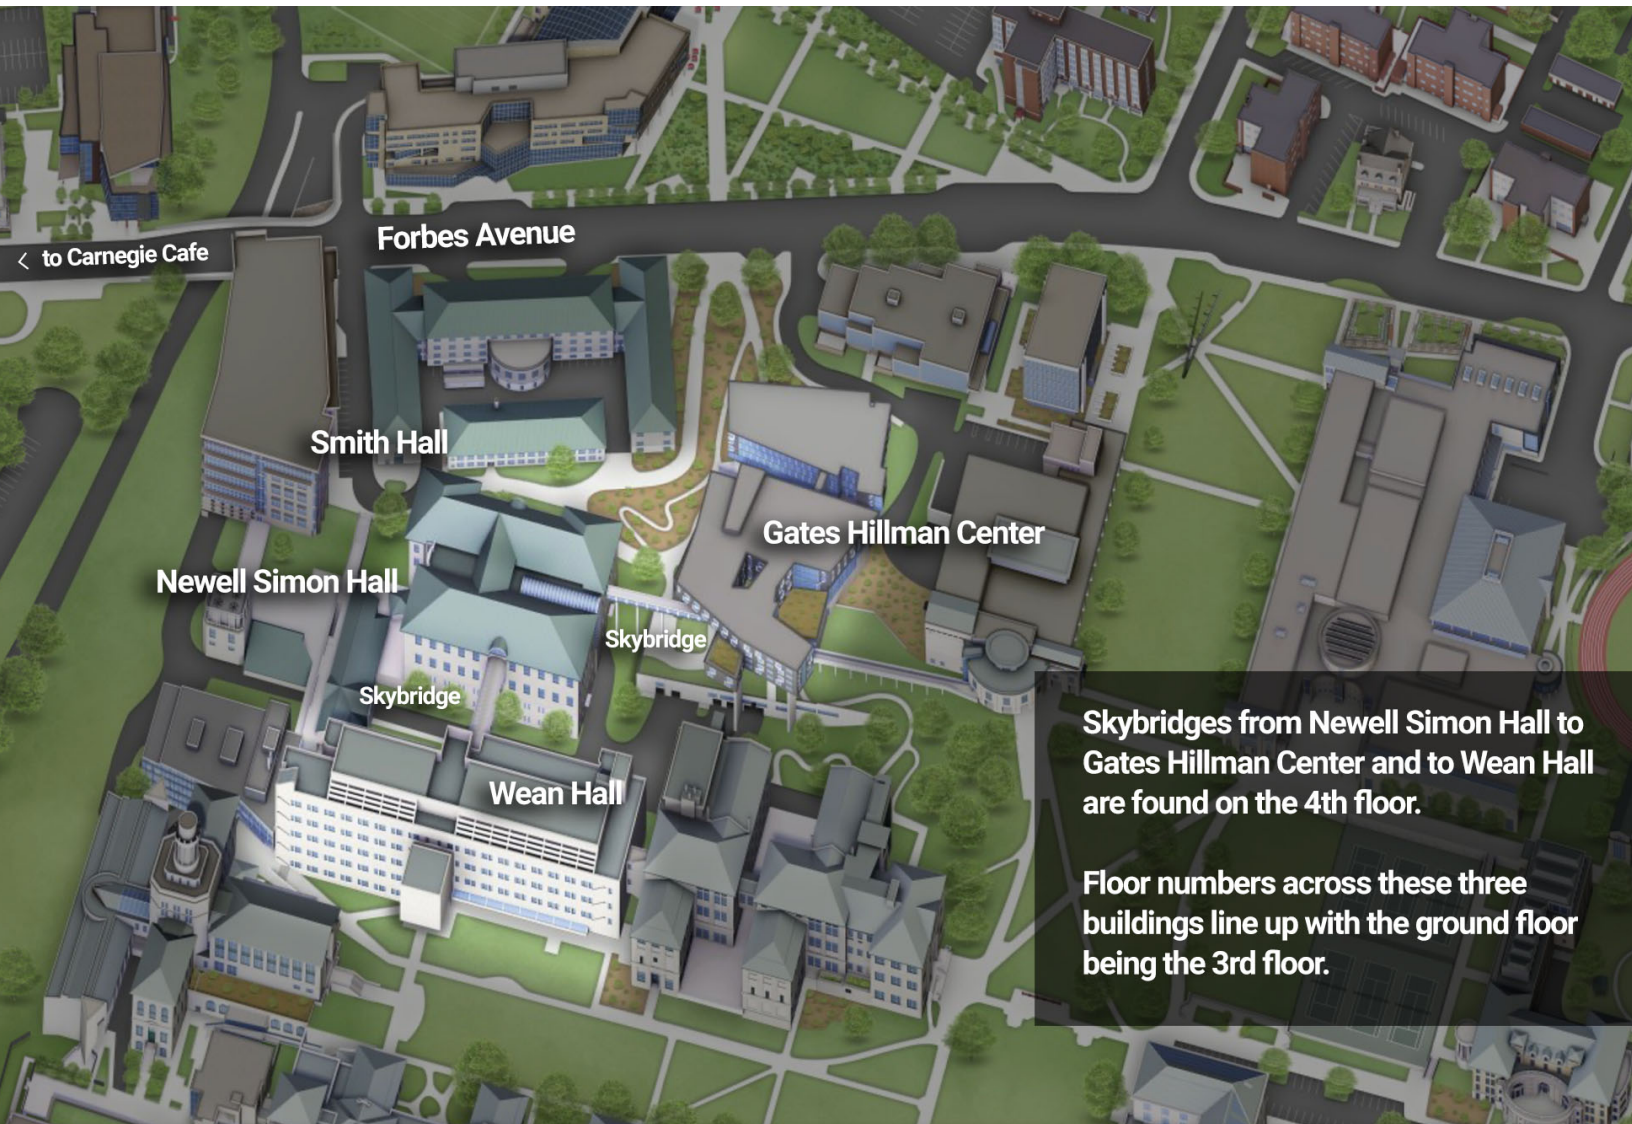 Forbes Avenue
< to Carnegie Cafe
Smith Hall
Gates Hillman Center
Newell Simon Hall
Skybridge
Skybridge
Wean Hall
Skybridges from Newell Simon Hall to
Gates Hillman Center and to Wean Hall
are found on the 4th floor.
Floor numbers across these three
buildings line up with the ground floor
being the 3rd floor.